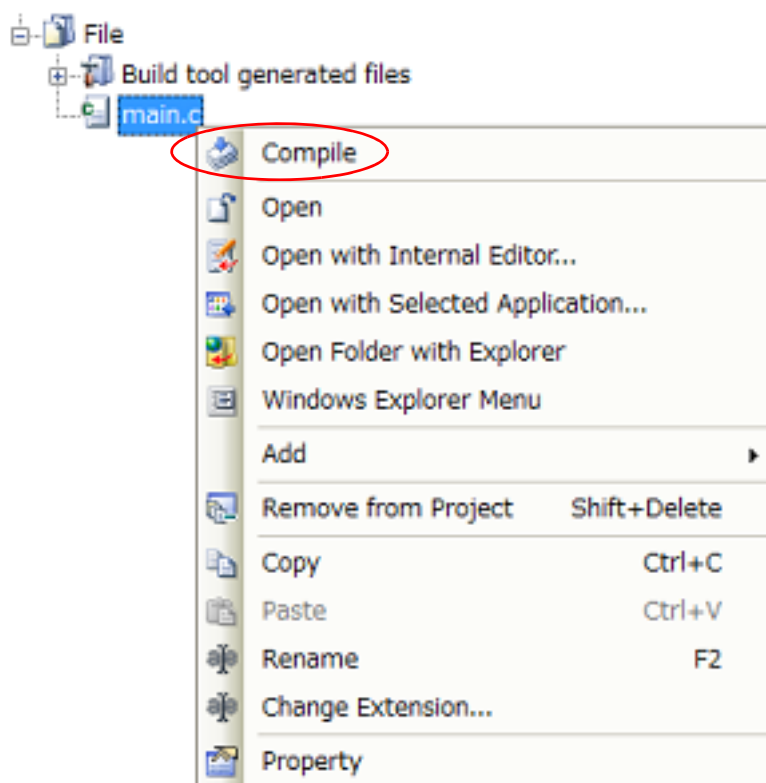 File
Build tool generated files
main.c
Compile
Open
Open with Internal Editor...
Open with Selected Application...
Open Folder with Explorer
Windows Explorer Menu
Add
Remove from Project Shift+Delete
Copy Ctrl+C
Paste Ctrl+V
Rename F2
Change Extension...
Property